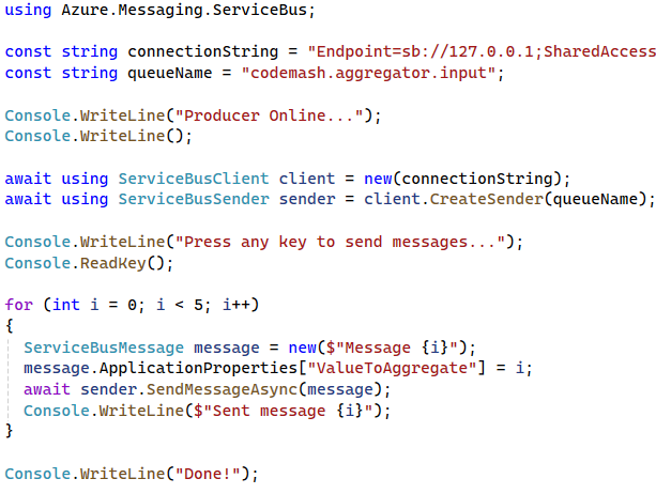 using Azure.Messaging.ServiceBus;

const string connectionString = "Endpoint=sb://127.0.0.1;SharedAccess
const string queueName = "codemash.aggregator.input";

Console.WriteLine("Producer Online...");
Console.WriteLine();

await using ServiceBusClient client = new(connectionString);
await using ServiceBusSender sender = client.CreateSender(queueName);

Console.WriteLine("Press any key to send messages...");
Console.ReadKey();

for (int i = 0; i < 5; i++)
{
  ServiceBusMessage message = new($"Message {i}");
  message.ApplicationProperties["ValueToAggregate"] = i;
  await sender.SendMessageAsync(message);
  Console.WriteLine($"Sent message {i}");
}

Console.WriteLine("Done!");